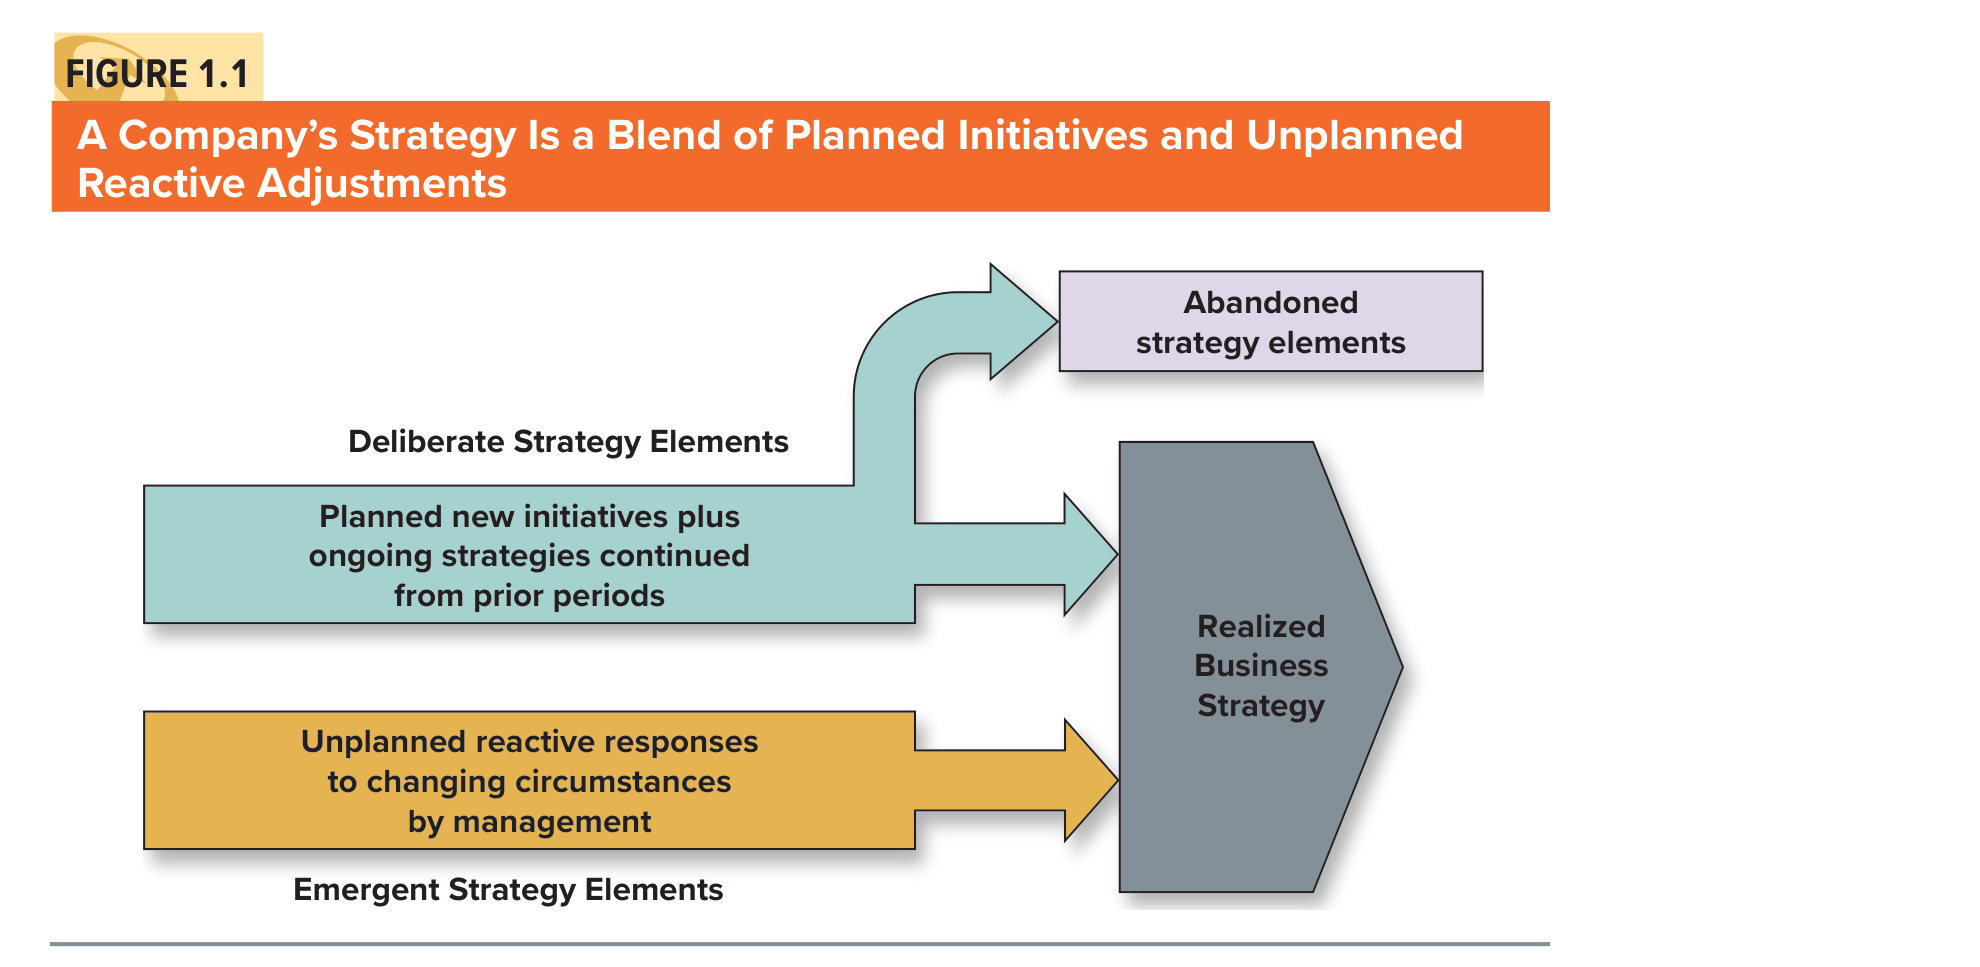 FIGURE 1.1
A Company’s Strategy Is a Blend of Planned Initiatives and Unplanned
Reactive Adjustments
Abandoned
strategy elements
Deliberate Strategy Elements
Planned new initiatives plus
ongoing strategies continued
from prior periods
Realized
Business
Strategy
Unplanned reactive responses
to changing circumstances
by management
Emergent Strategy Elements